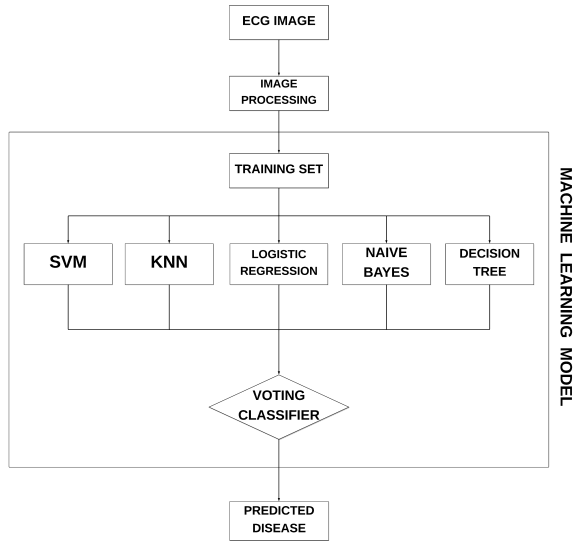 ECG IMAGE
IMAGE
PROCESSING
TRAINING SET
SVM
KNN
LOGISTIC
REGRESSION
NAIVE
BAYES
DECISION
TREE
MACHINE LEARNING MODEL
VOTING
CLASSIFIER
PREDICTED
DISEASE